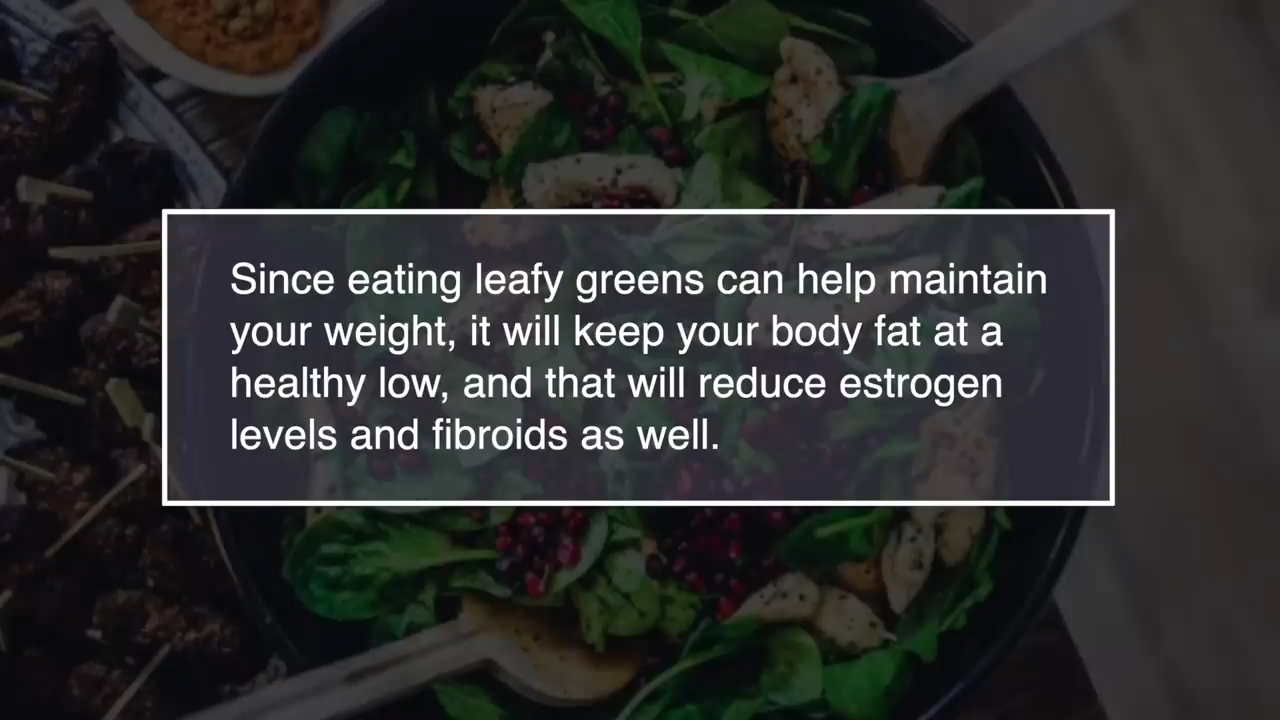 Since eating leafy greens can help maintain
your weight, it will keep your body fat at a
healthy low, and that will reduce estrogen
levels and fibroids as well.